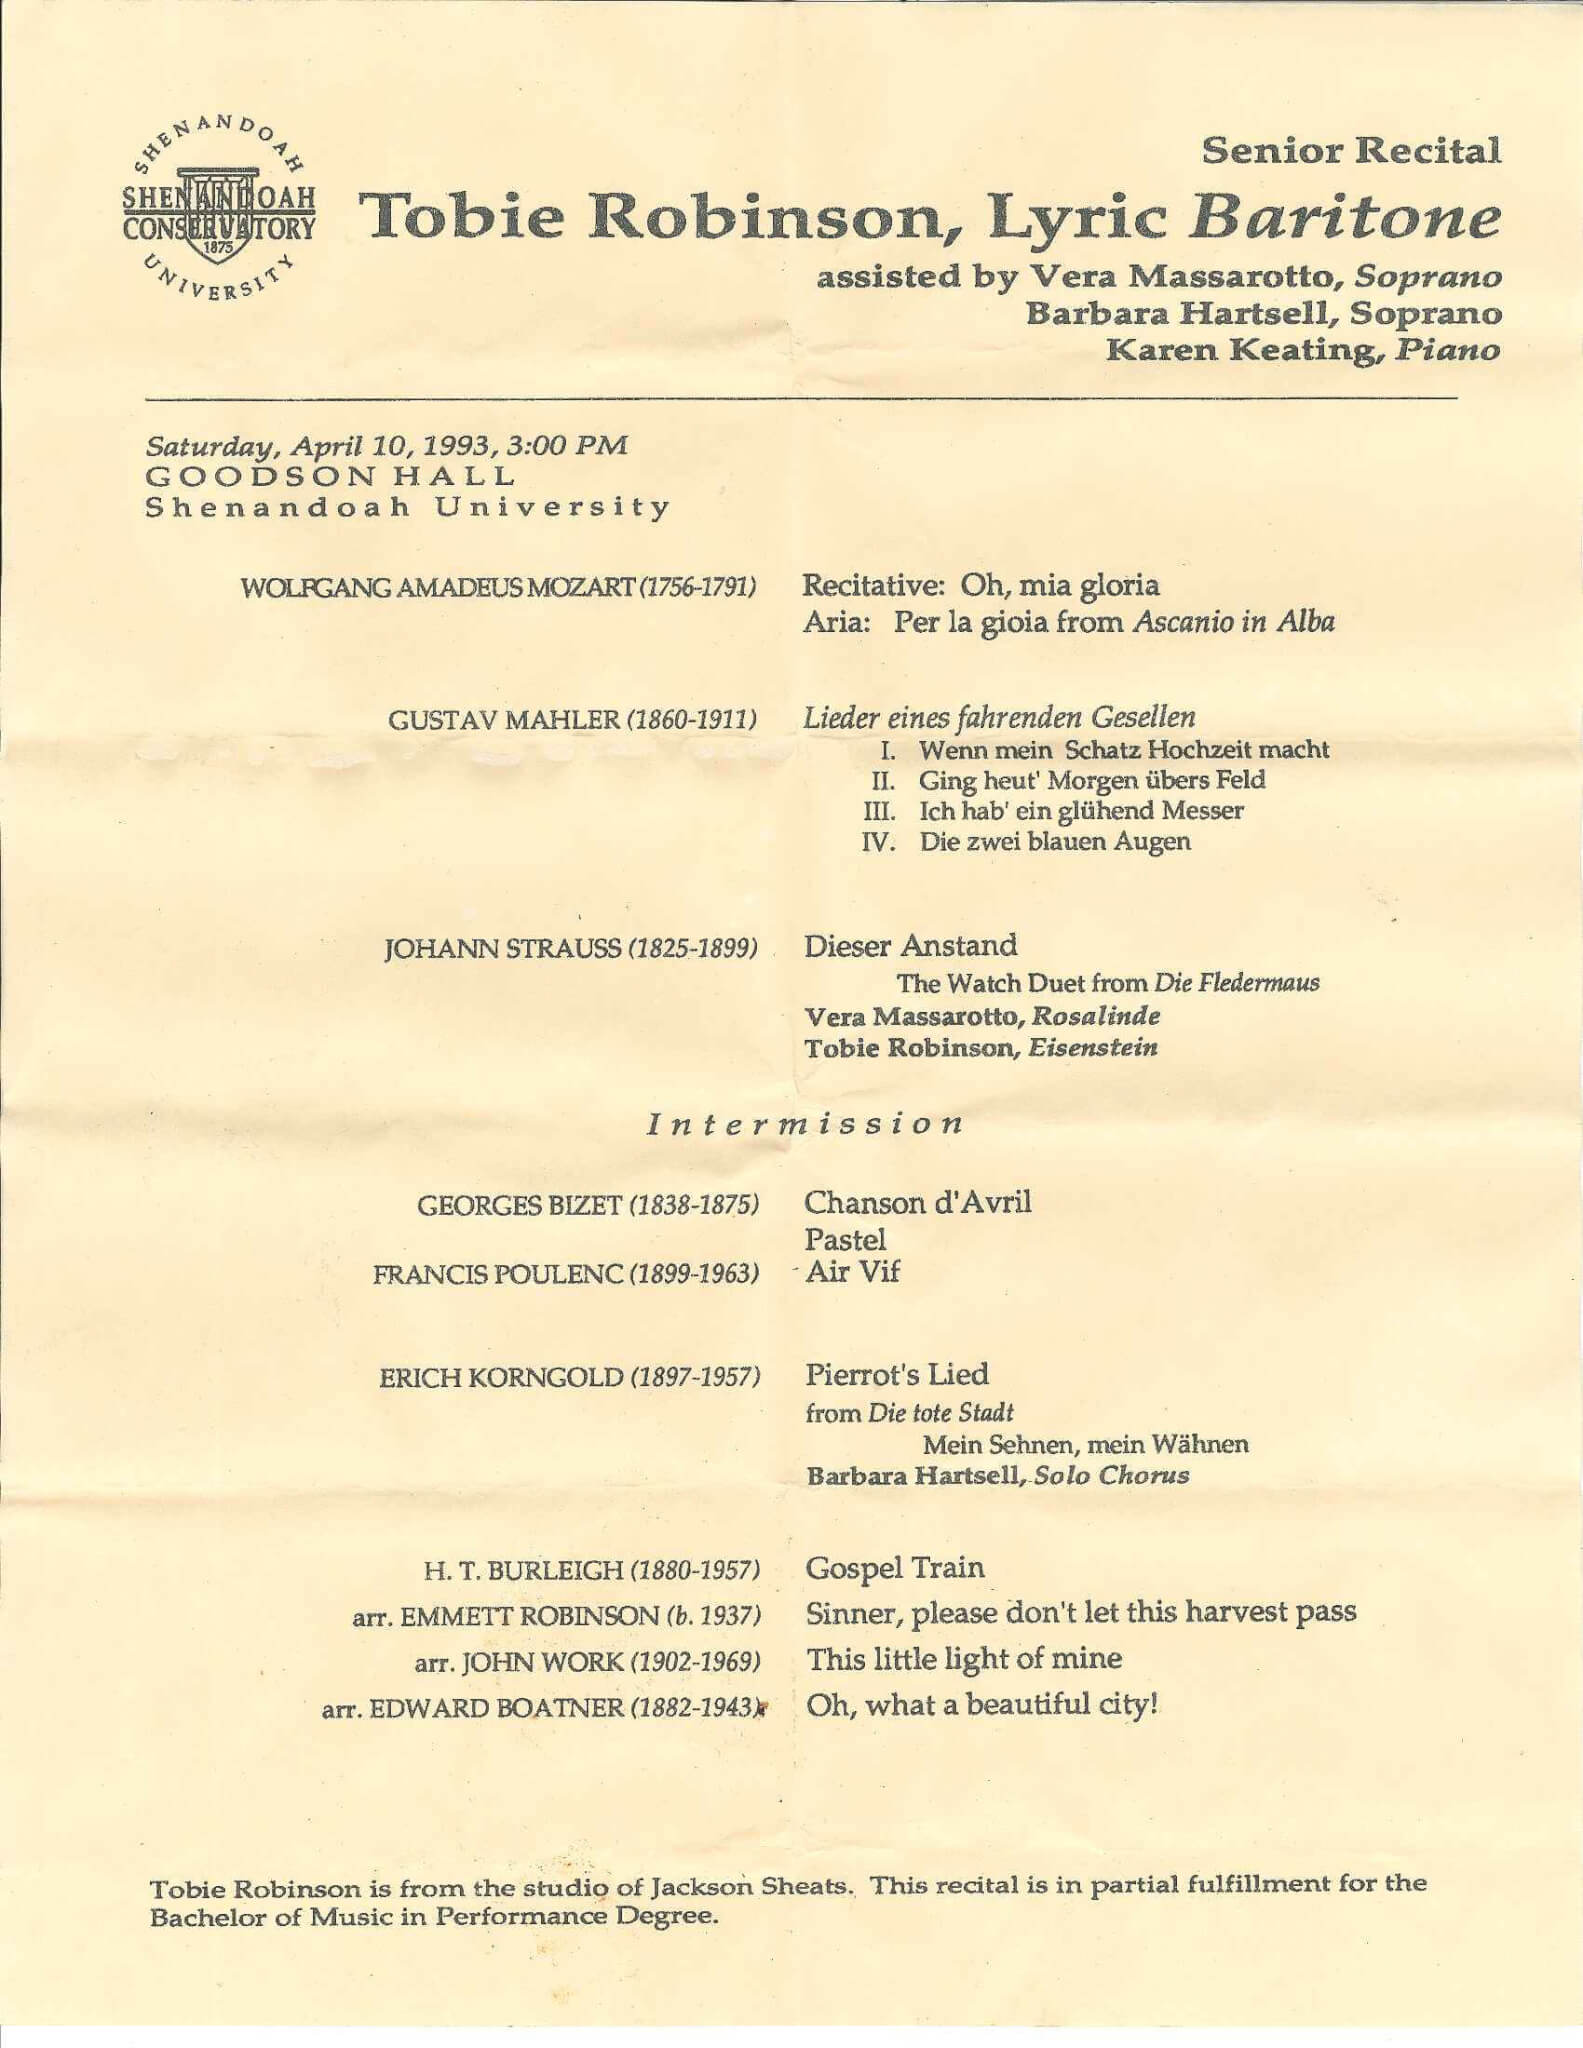 SHENANDOAH
SHENANDOAH
CONSERVATORY
1875
UNIVERSITY
Senior Recital
Tobie Robinson, Lyric Baritone
assisted by Vera Massarotto, Soprano
Barbara Hartsell, Soprano
Karen Keating, Piano
Saturday, April 10, 1993, 3:00 PM
GOODSON HALL
Shenandoah University
WOLFGANG AMADEUS MOZART (1756-1791) Recitative: Oh, mia gloria
Aria: Per la gioia from Ascanio in Alba
GUSTAV MAHLER (1860-1911) Lieder eines fahrenden Gesellen
I. Wenn mein Schatz Hochzeit macht
II. Ging heut' Morgen übers Feld
III. Ich hab' ein glühend Messer
IV. Die zwei blauen Augen
JOHANN STRAUSS (1825-1899) Dieser Anstand
The Watch Duet from Die Fledermaus
Vera Massarotto, Rosalinde
Tobie Robinson, Eisenstein
Intermission
GEORGES BIZET (1838-1875) Chanson d'Avril
Pastel
FRANCIS POULENC (1899-1963) Air Vif
ERICH KORNGOLD (1897-1957) Pierrot's Lied
from Die tote Stadt
Mein Sehnen, mein Wähnen
Barbara Hartsell, Solo Chorus
H. T. BURLEIGH (1880-1957) Gospel Train
arr. EMMETT ROBINSON (b. 1937) Sinner, please don't let this harvest pass
arr. JOHN WORK (1902-1969) This little light of mine
arr. EDWARD BOATNER (1882-1943) Oh, what a beautiful city!
Tobie Robinson is from the studio of Jackson Sheats. This recital is in partial fulfillment for the
Bachelor of Music in Performance Degree.